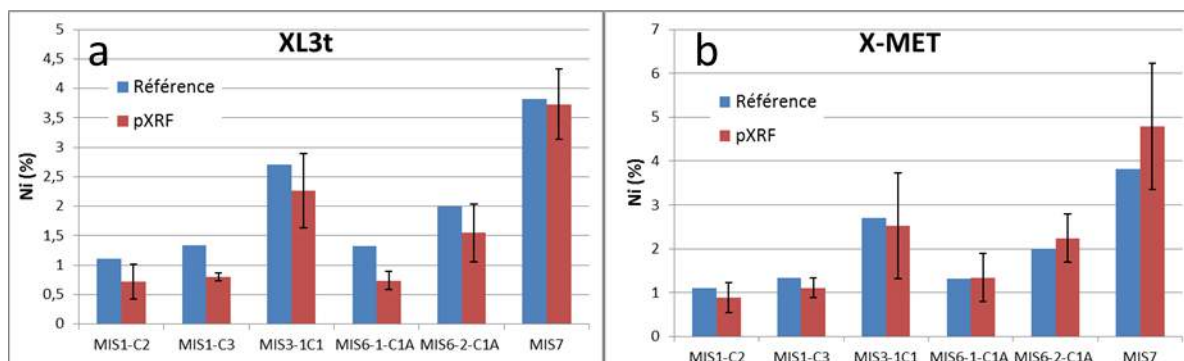 a
XL3t
5
4,5
4
3,5
3
2,5
2
1,5
1
0,5
0
Ni (%)
Référence
pXRF
MIS1-C2 MIS1-C3 MIS3-1C1 MIS6-1-C1A MIS6-2-C1A MIS7
b
X-MET
7
6
5
4
3
2
1
0
Ni (%)
Référence
pXRF
MIS1-C2 MIS1-C3 MIS3-1C1 MIS6-1-C1A MIS6-2-C1A MIS7